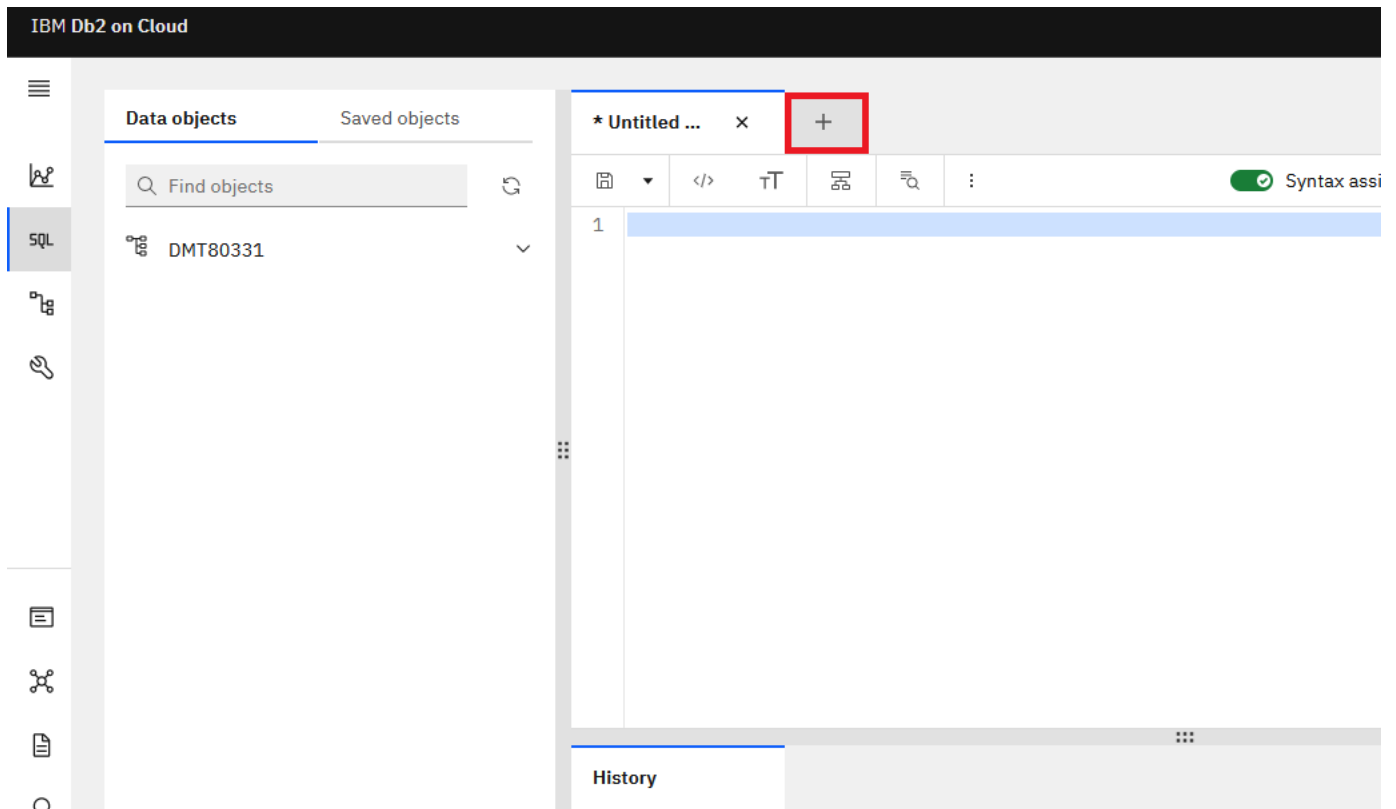 IBM Db2 on Cloud
Data objects
Saved objects
* Untitled ...
Find objects
Syntax assi
1
SQL
DMT80331
History